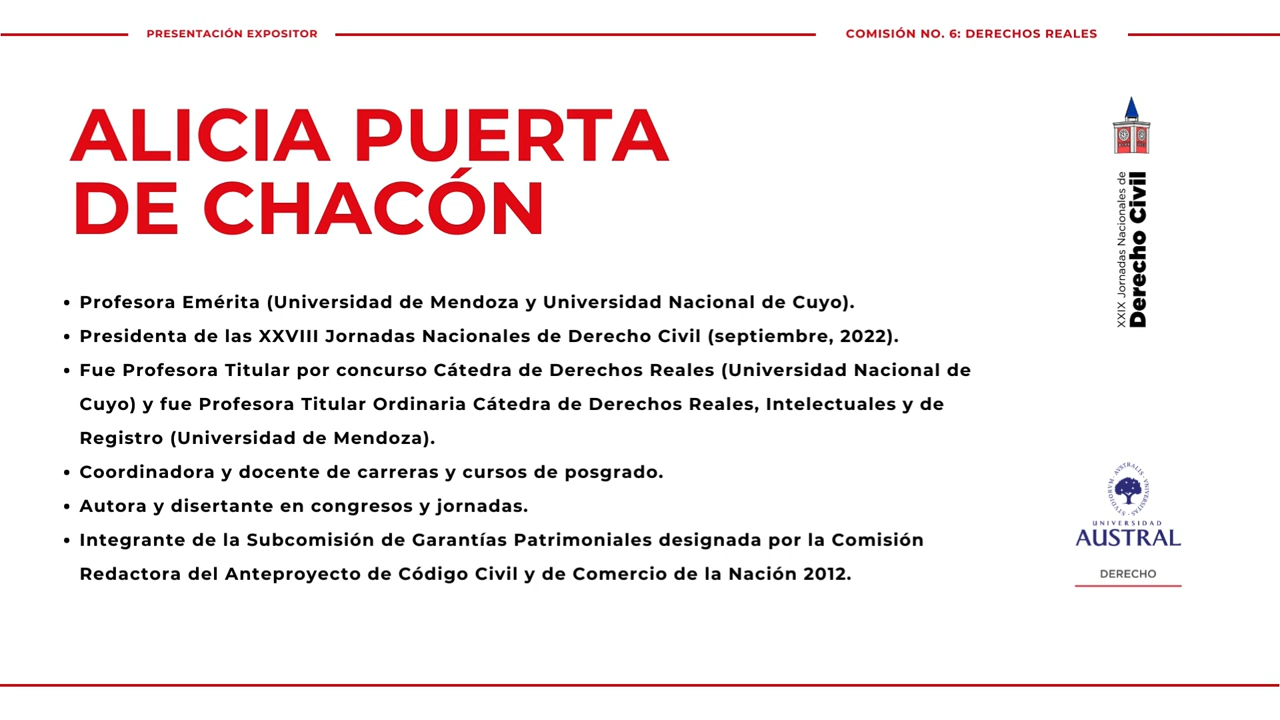 PRESENTACIÓN EXPOSITOR
COMISIÓN NO. 6: DERECHOS REALES
ALICIA PUERTA
DE CHACÓN
• Profesora Emérita (Universidad de Mendoza y Universidad Nacional de Cuyo).
• Presidenta de las XXVIII Jornadas Nacionales de Derecho Civil (septiembre, 2022).
• Fue Profesora Titular por concurso Cátedra de Derechos Reales (Universidad Nacional de
Cuyo) y fue Profesora Titular Ordinaria Cátedra de Derechos Reales, Intelectuales y de
Registro (Universidad de Mendoza).
• Coordinadora y docente de carreras y cursos de posgrado.
• Autora y disertante en congresos y jornadas.
• Integrante de la Subcomisión de Garantías Patrimoniales designada por la Comisión
Redactora del Anteproyecto de Código Civil y de Comercio de la Nación 2012.
XXIX Jornadas Nacionales de
Derecho Civil
STVDIORVM · VNIVERSITAS · AVSTRALIS
UNIVERSIDAD
AUSTRAL
DERECHO